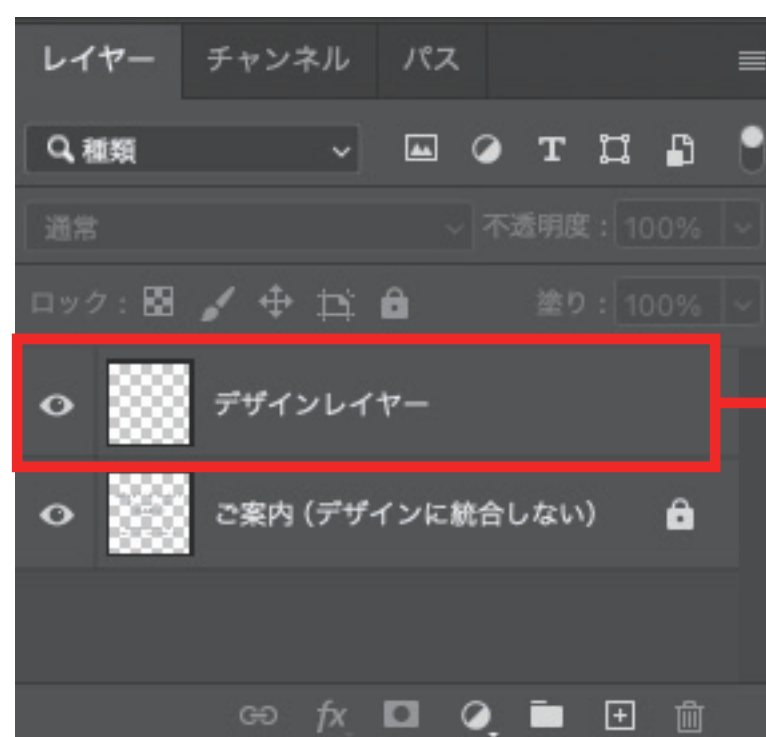 レイヤー チャンネル パス
種類
通常 不透明度：100%
ロック： 塗り：100%
デザインレイヤー
ご案内（デザインに統合しない）
fx